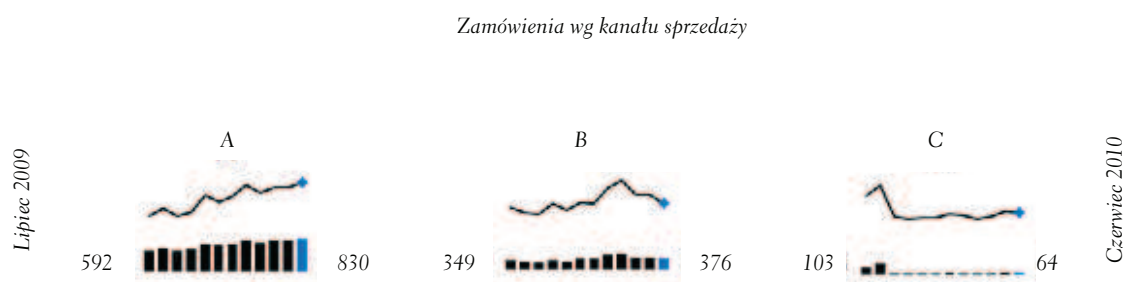 Zamówienia wg kanału sprzedaży
Lipiec 2009
A
592
830
B
349
376
C
103
64
Czerwiec 2010